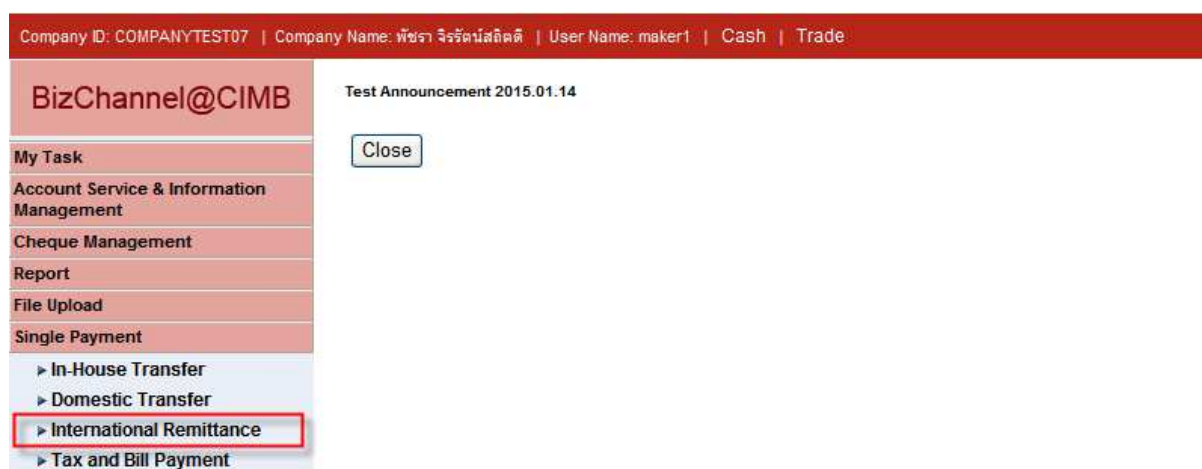 Company ID: COMPANYTEST07 | Company Name: พัชรา จิรรัตน์สถิตดี | User Name: maker1 | Cash | Trade
BizChannel@CIMB
Test Announcement 2015.01.14
Close
My Task
Account Service & Information
Management
Cheque Management
Report
File Upload
Single Payment
In-House Transfer
Domestic Transfer
International Remittance
Tax and Bill Payment